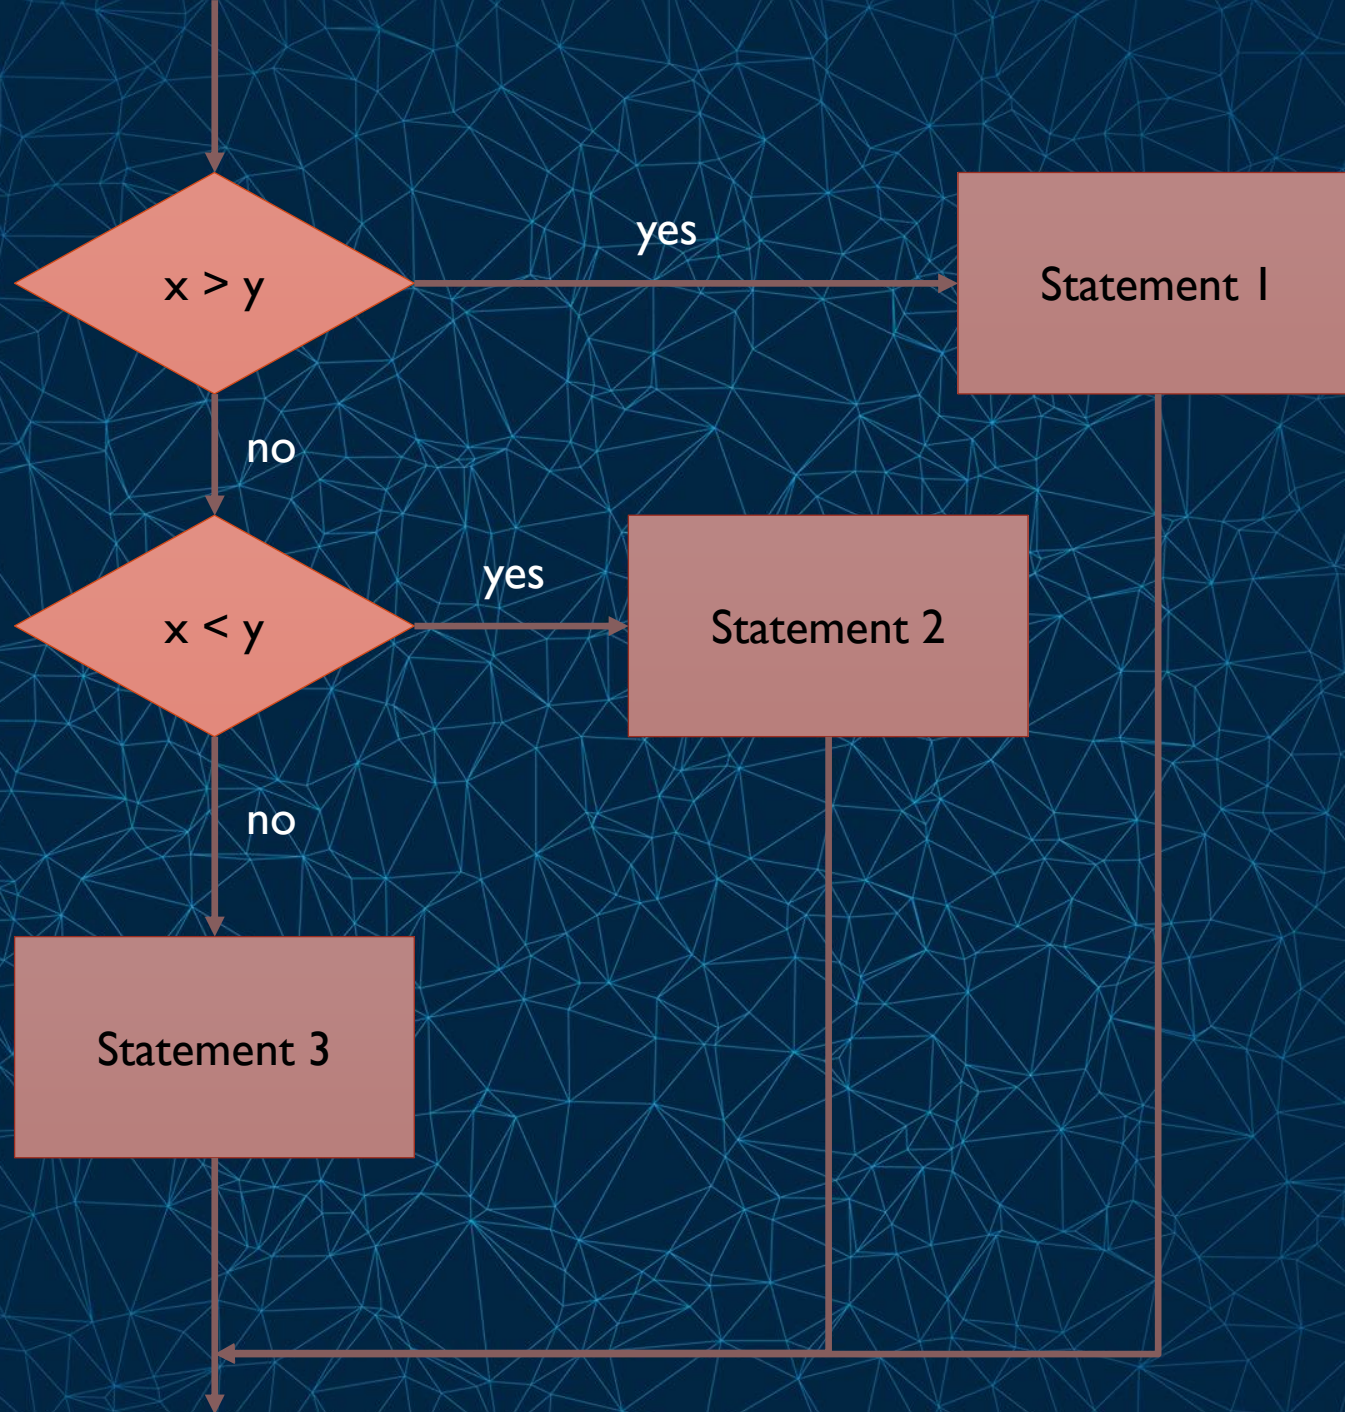 x > y
yes
Statement 1
no
x < y
yes
Statement 2
no
Statement 3